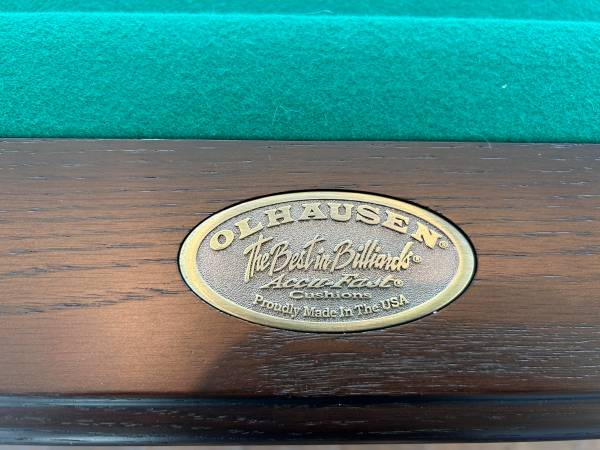 OLHAUSEN®
The Best in Billiards®
Accu-Fast®
Cushions
Proudly Made In The USA